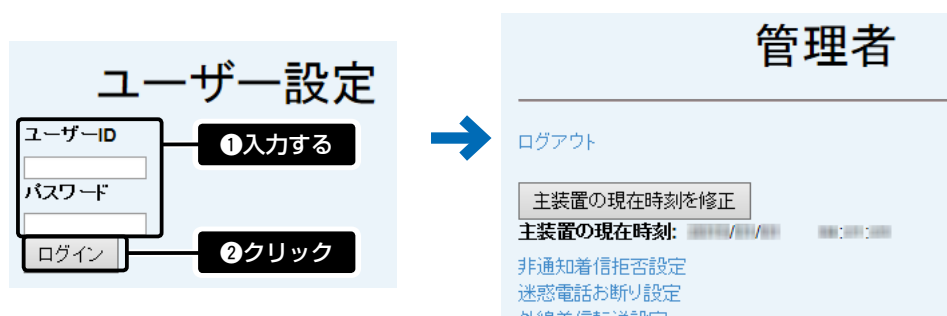 ユーザー設定
ユーザーID
❶入力する
パスワード
ログイン
❷クリック
管理者
ログアウト
主装置の現在時刻を修正
主装置の現在時刻:
非通知着信拒否設定
迷惑電話お断り設定